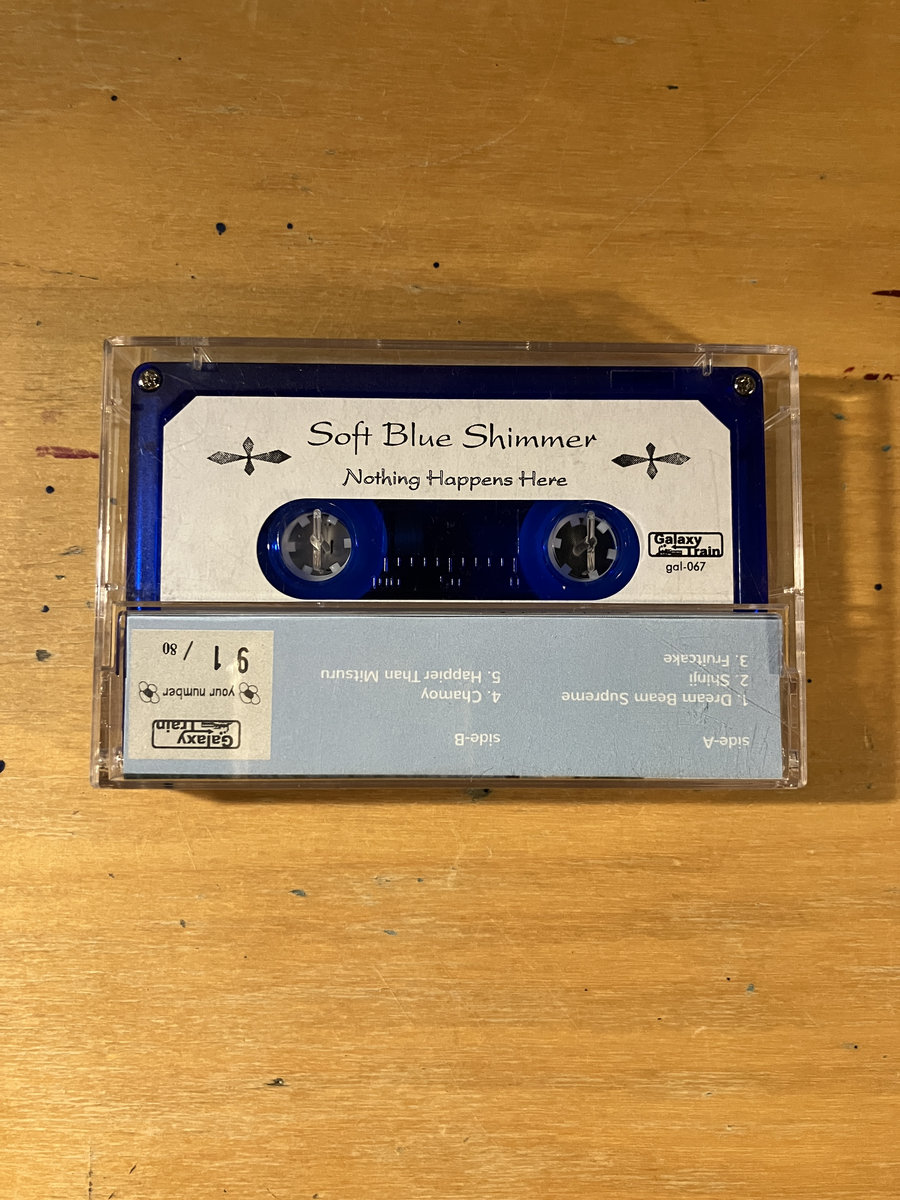 Soft Blue Shimmer
Nothing Happens Here
Galaxy
Train
gal-067
side-A
1. Dream Beam Supreme
2. Shinji
3. Fruitcake
side-B
4. Chamoy
5. Happier Than Mitsuru
Galaxy
Train
your number
61 / 80